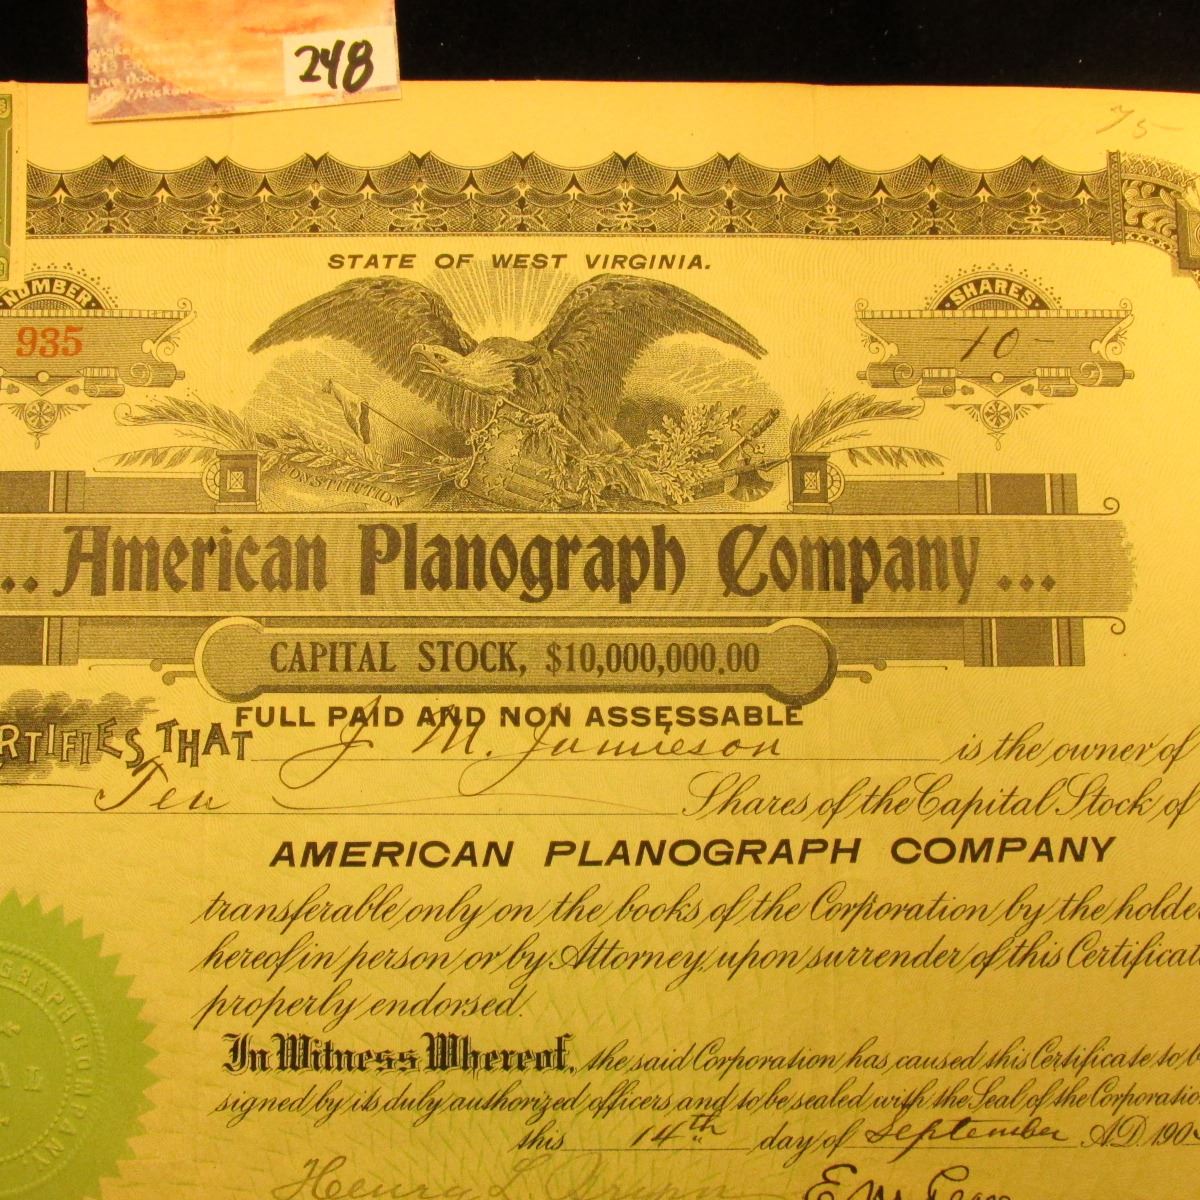 248
75
STATE OF WEST VIRGINIA.
NUMBER
935
SHARES
-10-
CONSTITUTION
... American Planograph Company ...
CAPITAL STOCK, $10,000,000.00
FULL PAID AND NON ASSESSABLE
RTIFIES THAT J M. Jamieson is the owner of
Ten Shares of the Capital Stock of
AMERICAN PLANOGRAPH COMPANY
transferable only on the books of the Corporation by the holde
hereof in person or by Attorney, upon surrender of this Certificat
properly endorsed.
In Witness Whereof, the said Corporation has caused this Certificate to b
signed by its duly authorized officers, and to be sealed with the Seal of the Corporatio
this 14th day of September A.D. 190
Henry L